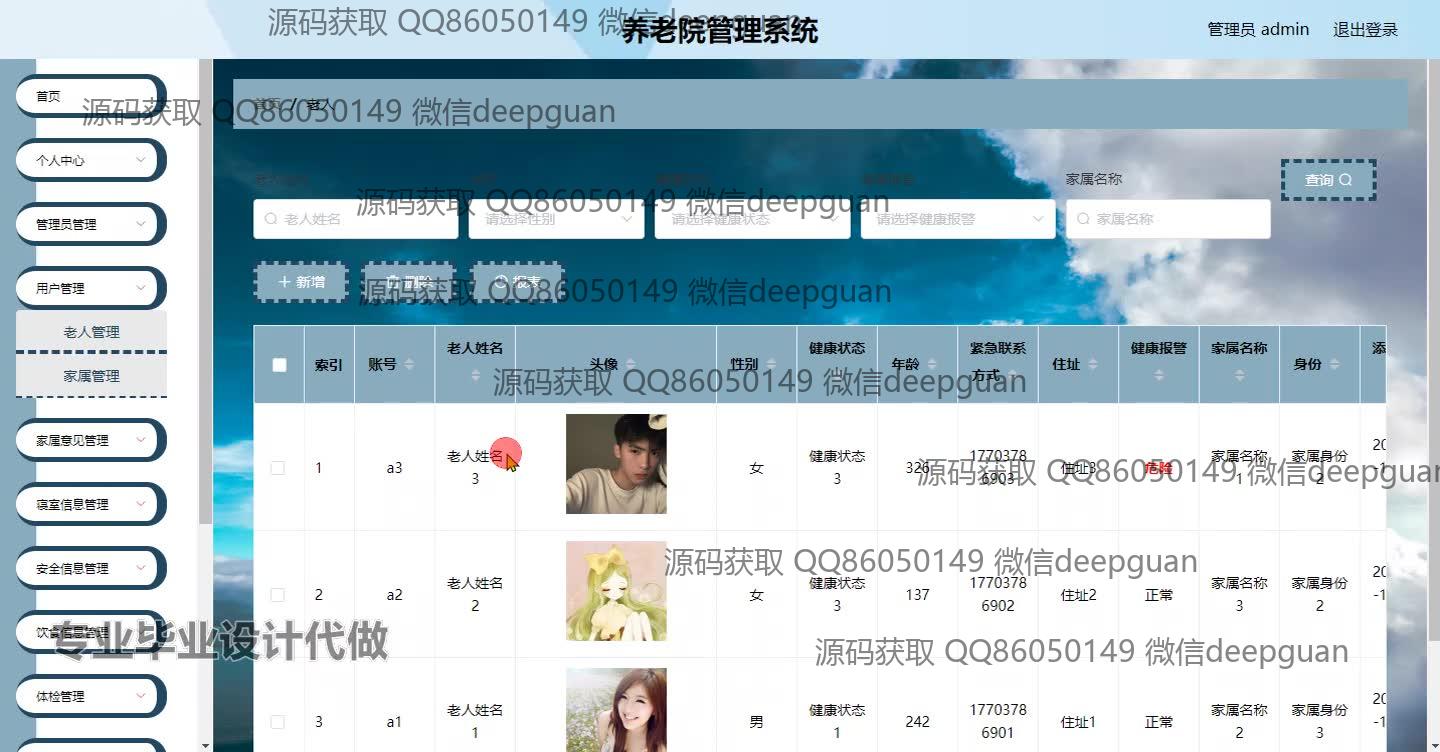 源码获取 QQ86050149 微信deepguan
养老院管理系统
管理员 admin
退出登录
首页
个人中心
管理员管理
用户管理
老人管理
家属管理
家属意见管理
寝室信息管理
安全信息管理
饮食信息管理
体检管理
专业毕业设计代做
源码获取 QQ86050149 微信deepguan
首页 / 老人
家属名称
老人姓名
请选择性别
请选择健康状态
请选择健康报警
家属名称
查询
源码获取 QQ86050149 微信deepguan
新增
删除
报表
源码获取 QQ86050149 微信deepguan
索引
账号
老人姓名
头像
性别
健康状态
年龄
紧急联系
方式
住址
健康报警
家属名称
身份
添
源码获取 QQ86050149 微信deepguan
1
a3
老人姓名
3
女
健康状态
3
326
1770378
6903
住址3
危险
家属名称
1
家属身份
2
20
-1
源码获取 QQ86050149 微信deepguan
2
a2
老人姓名
2
女
健康状态
3
137
1770378
6902
住址2
正常
家属名称
3
家属身份
2
20
-1
源码获取 QQ86050149 微信deepguan
3
a1
老人姓名
1
男
健康状态
1
242
1770378
6901
住址1
正常
家属名称
2
家属身份
3
20
-1
源码获取 QQ86050149 微信deepguan